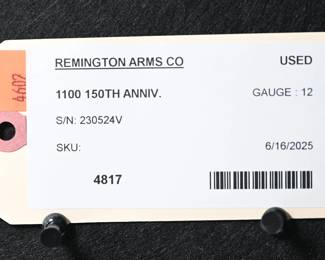 4602
REMINGTON ARMS CO USED
1100 150TH ANNIV. GAUGE : 12
S/N: 230524V
SKU: 6/16/2025
4817